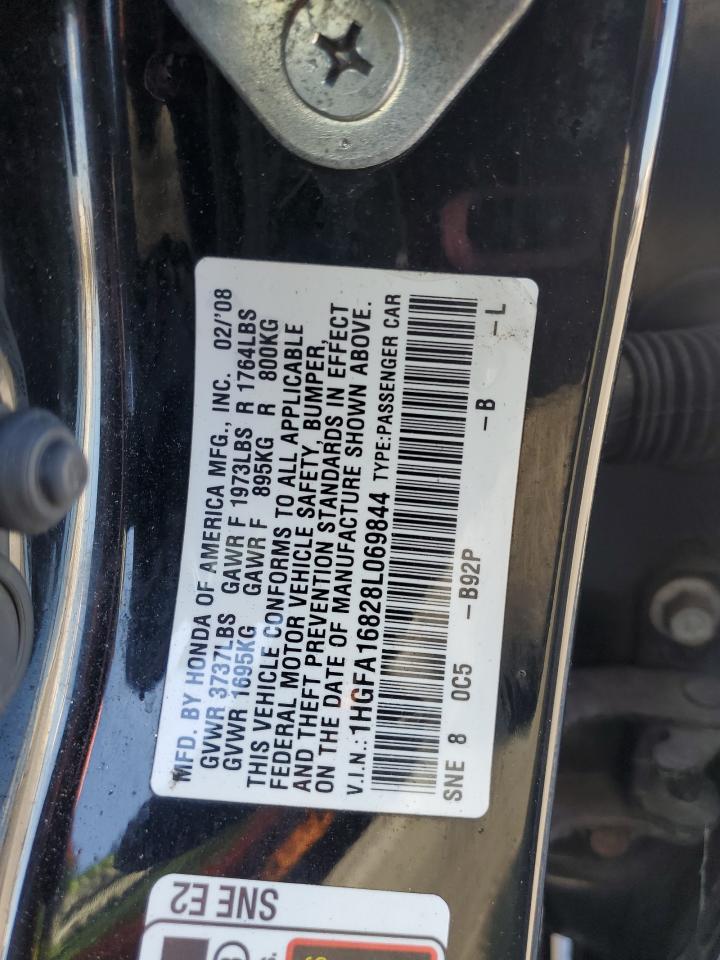 MFD. BY HONDA OF AMERICA MFG., INC. 02/'08
GVWR 3737LBS GAWR F 1973LBS R 1764LBS
GVWR 1695KG GAWR F 895KG R 800KG
THIS VEHICLE CONFORMS TO ALL APPLICABLE
FEDERAL MOTOR VEHICLE SAFETY, BUMPER,
AND THEFT PREVENTION STANDARDS IN EFFECT
ON THE DATE OF MANUFACTURE SHOWN ABOVE.
V.I.N.: 1HGFA16828L069844 TYPE:PASSENGER CAR
SNE 8 0C5 -B92P -B -L
SNE E2